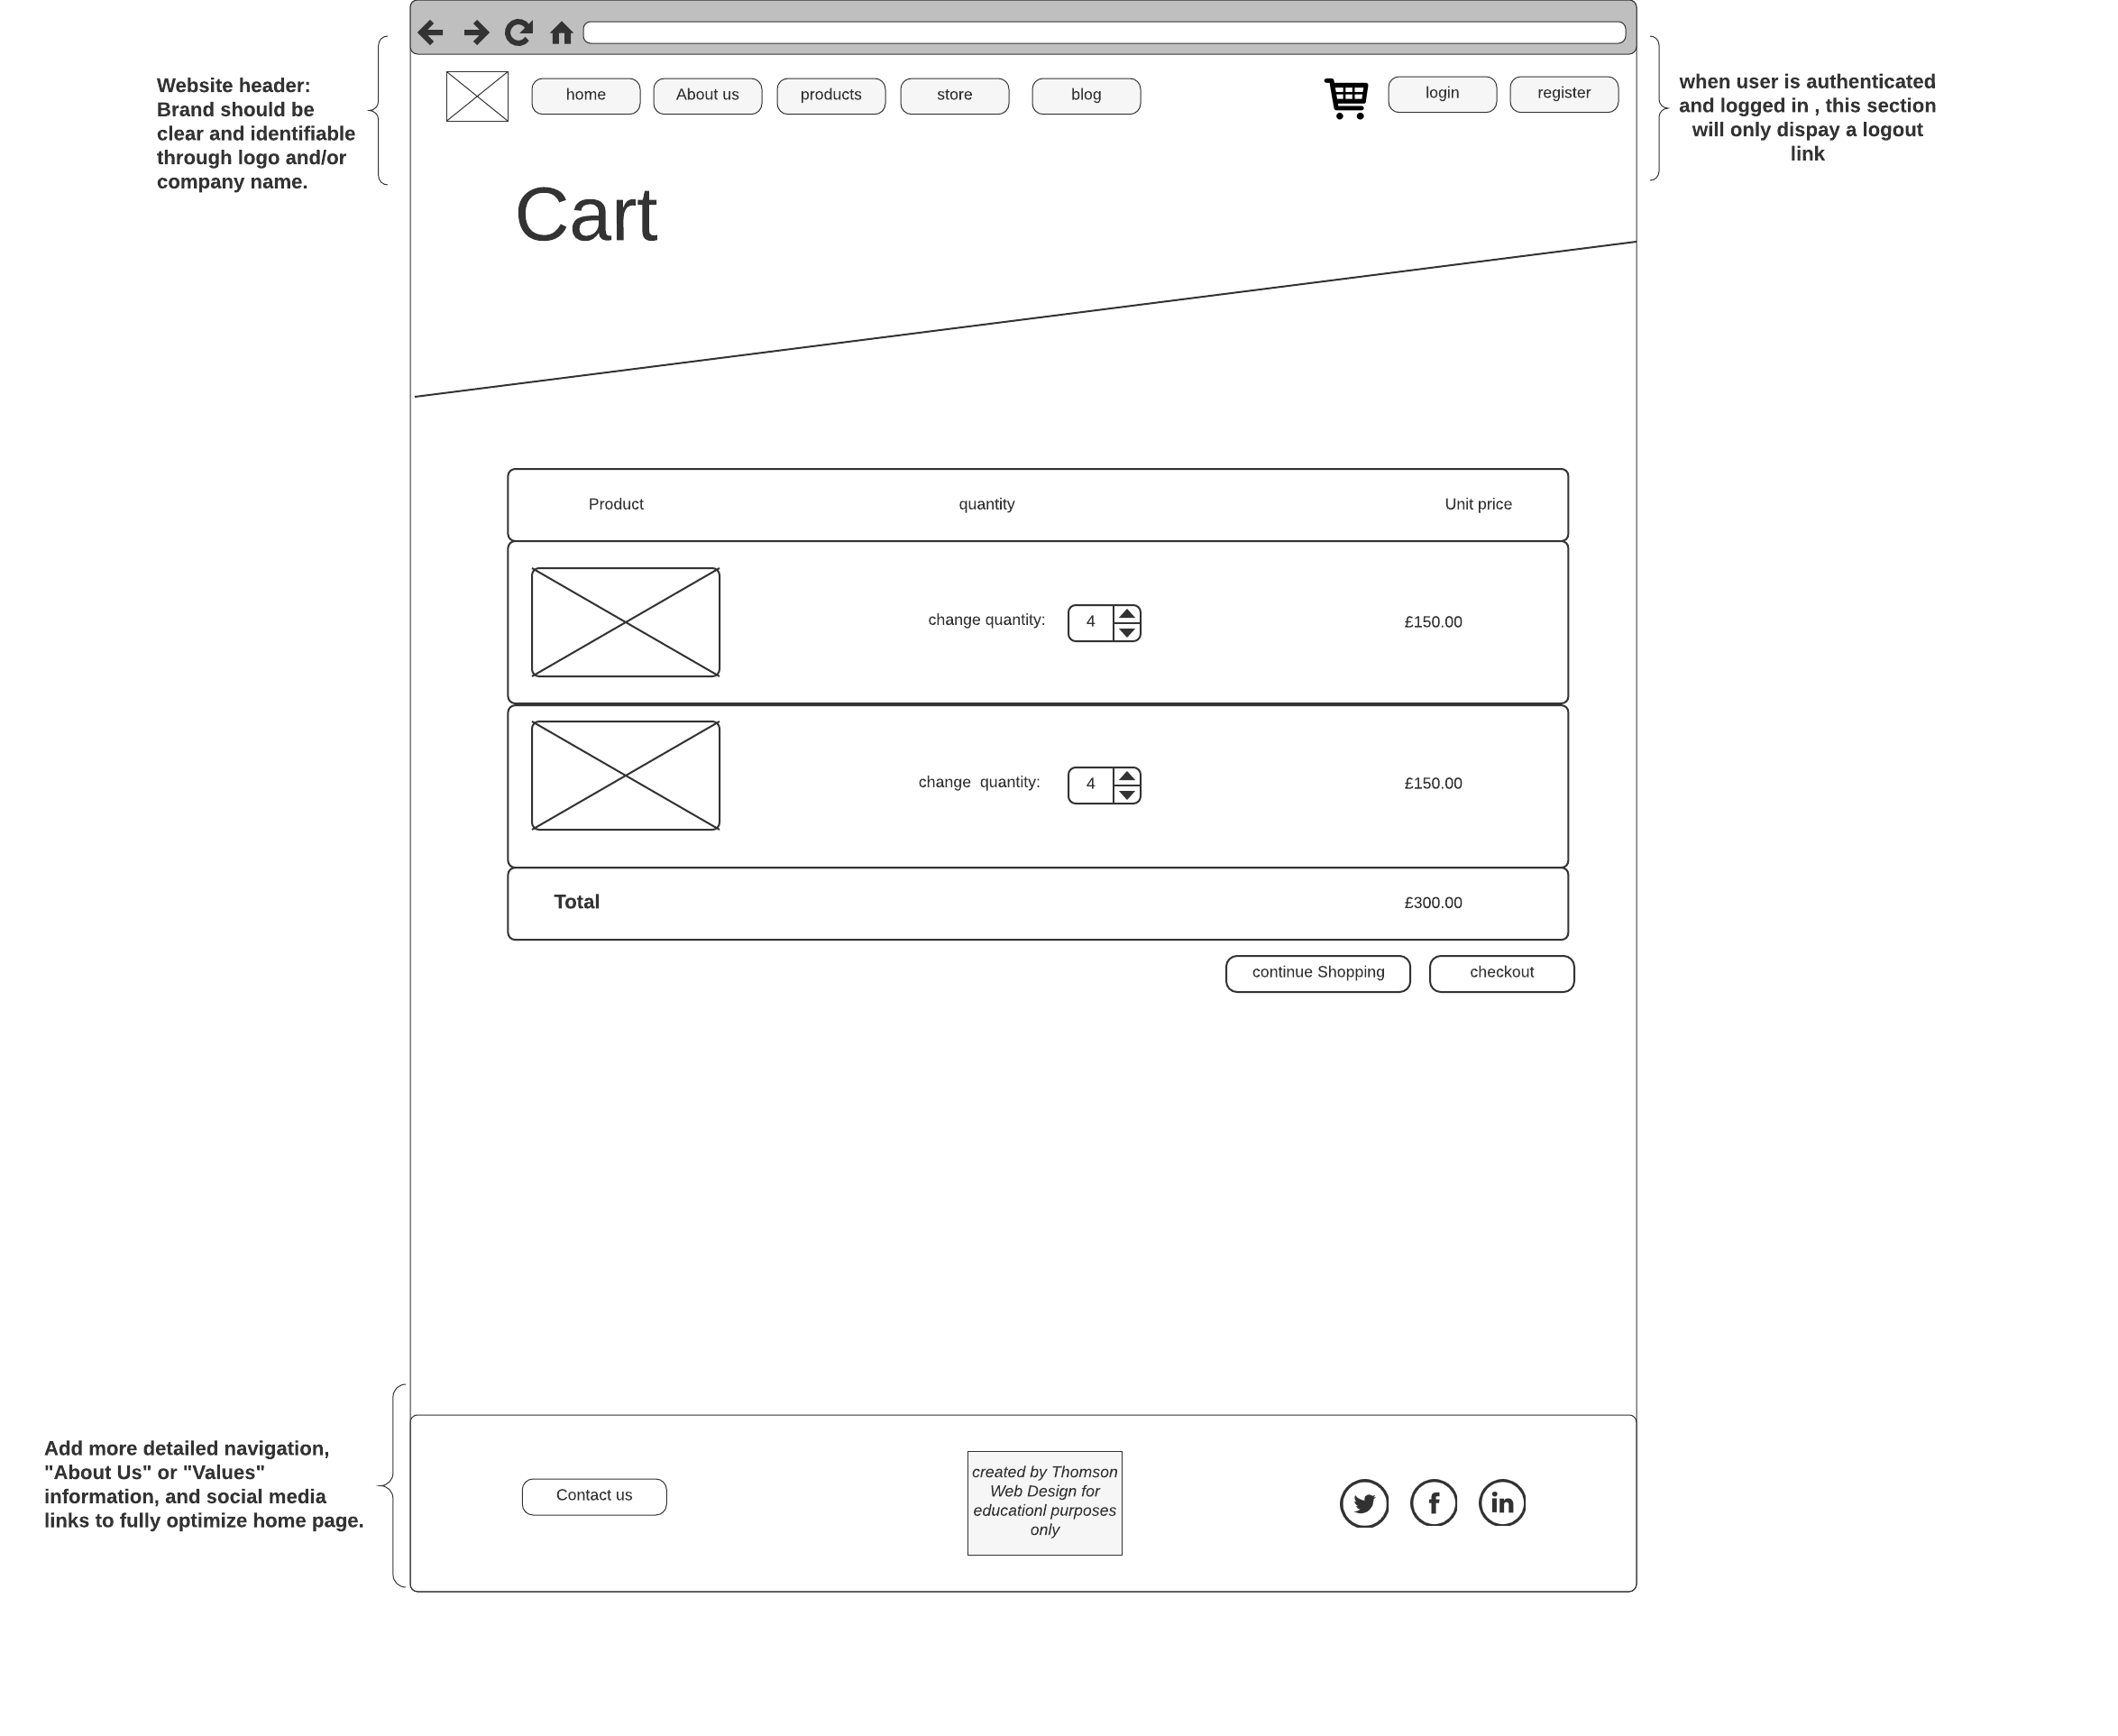 Website header:
Brand should be
clear and identifiable
through logo and/or
company name.
home
About us
products
store
blog
login
register
when user is authenticated
and logged in , this section
will only dispay a logout
link
Cart
Product
quantity
Unit price
change quantity:
4
£150.00
change  quantity:
4
£150.00
Total
£300.00
continue Shopping
checkout
Add more detailed navigation,
"About Us" or "Values"
information, and social media
links to fully optimize home page.
Contact us
created by Thomson
Web Design for
educationl purposes
only
f
in